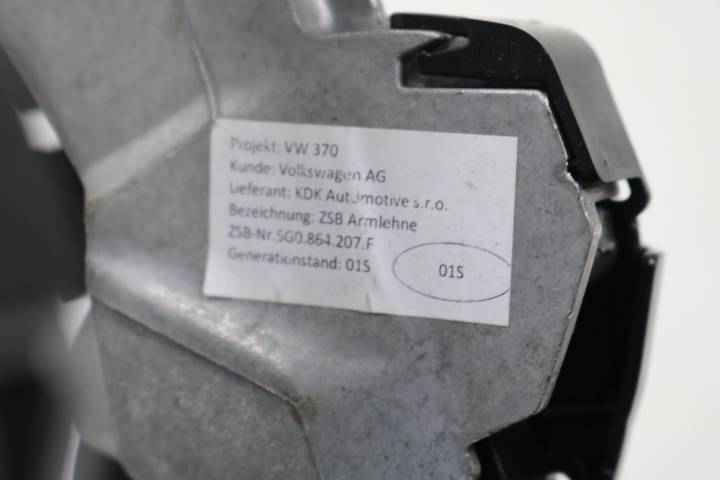 Projekt: VW 370
Kunde: Volkswagen AG
Lieferant: KDK Automotive s.r.o.
Bezeichnung: ZSB Armlehne
ZSB-Nr.5G0.864.207.F
Generationstand: 01S
01S